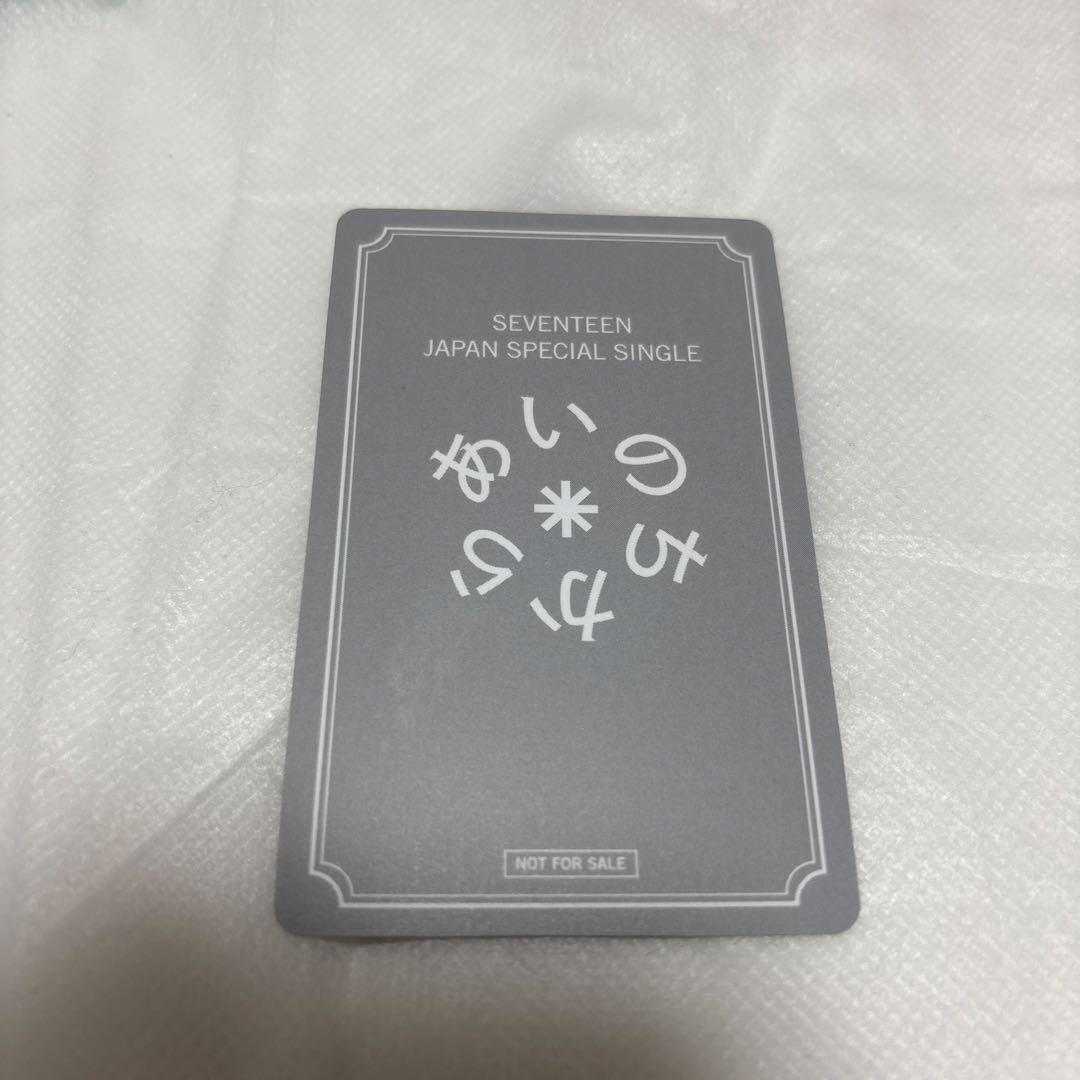 SEVENTEEN
JAPAN SPECIAL SINGLE
あいのちから
NOT FOR SALE